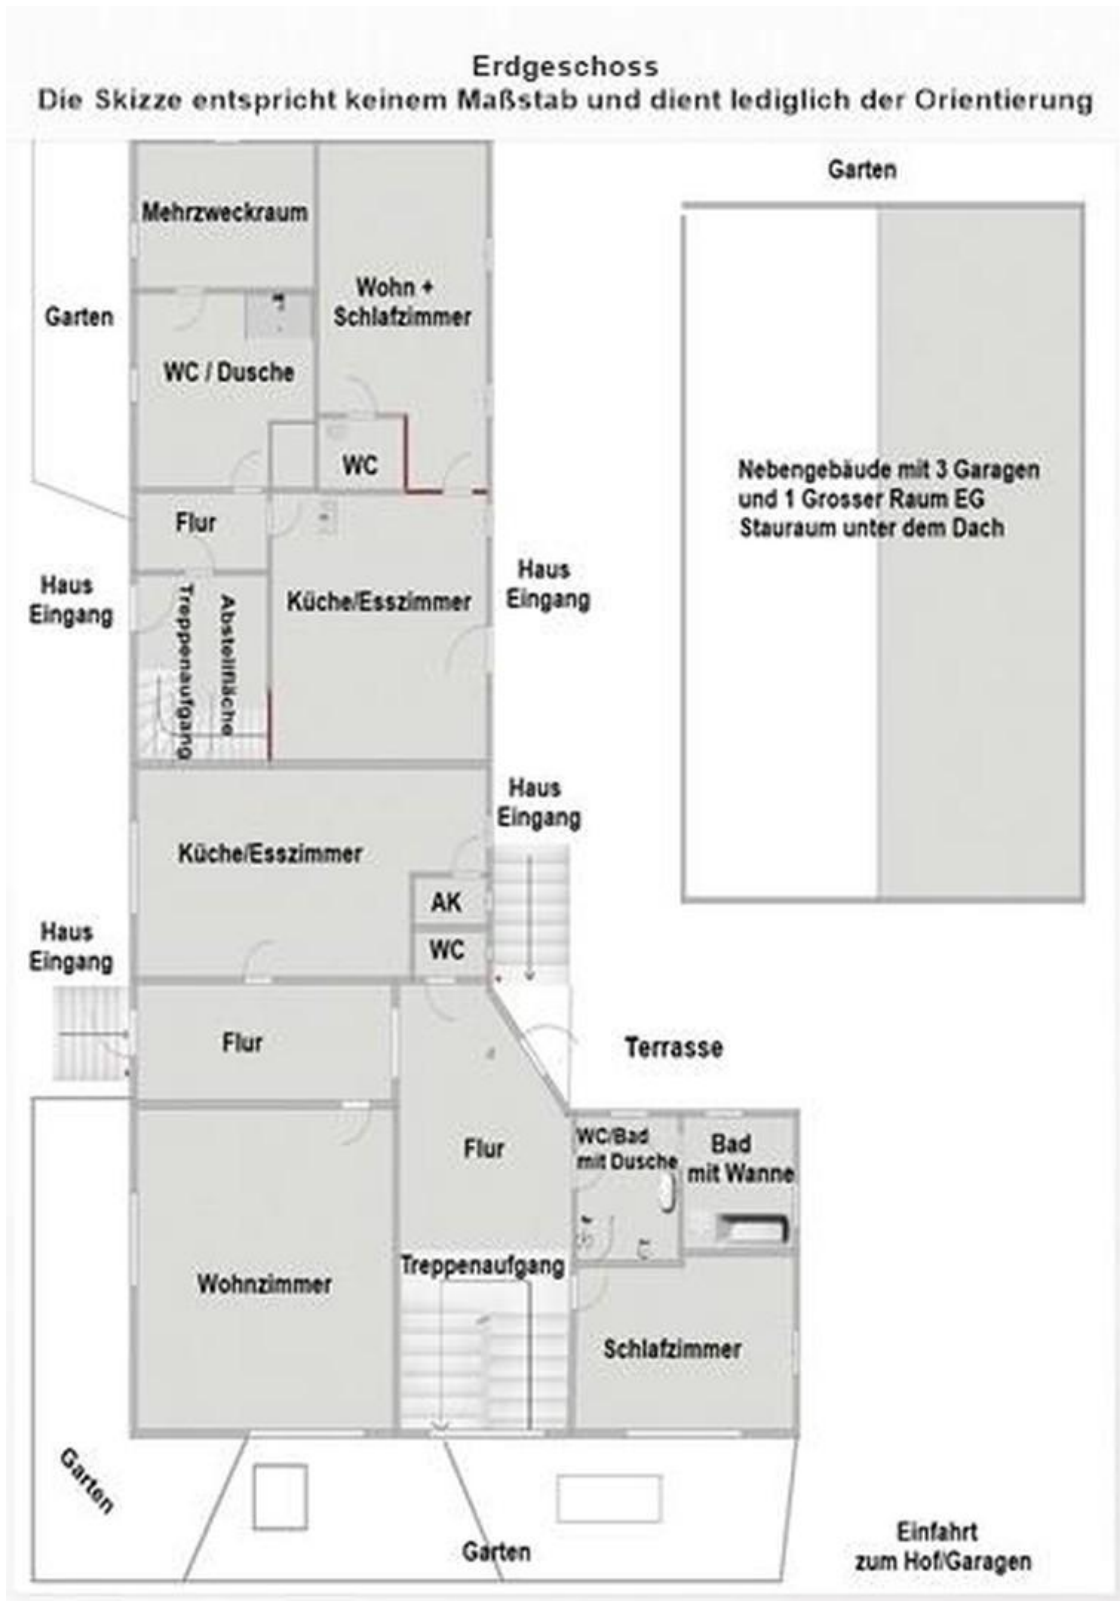 Erdgeschoss
Die Skizze entspricht keinem Maßstab und dient lediglich der Orientierung
Garten
Mehrzweckraum
Wohn +
Schlafzimmer
Garten
WC / Dusche
WC
Nebengebäude mit 3 Garagen
und 1 Grosser Raum EG
Stauraum unter dem Dach
Flur
Haus
Eingang
Treppenaufgang
Abstellfläche
Küche/Esszimmer
Haus
Eingang
Haus
Eingang
Küche/Esszimmer
AK
WC
Haus
Eingang
Flur
Terrasse
Flur
WC/Bad
mit Dusche
Bad
mit Wanne
Treppenaufgang
Wohnzimmer
Schlafzimmer
Garten
Garten
Einfahrt
zum Hof/Garagen